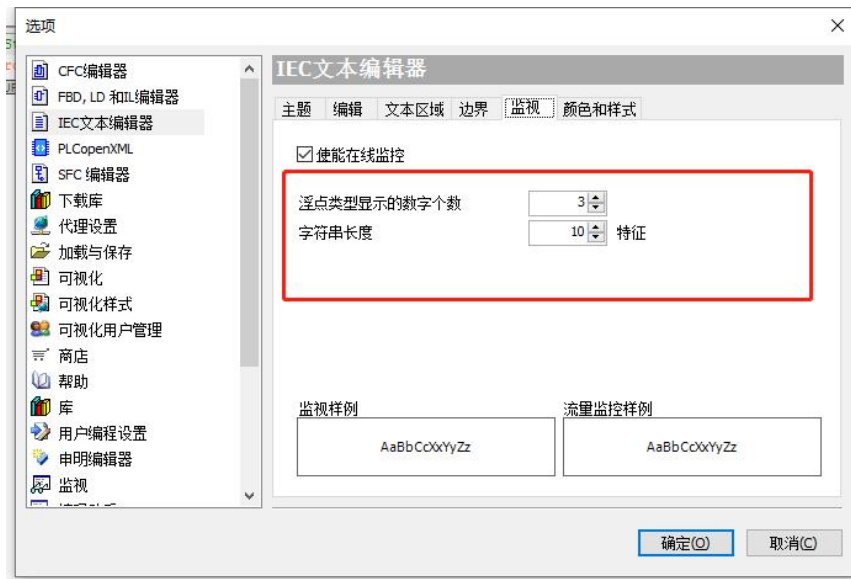 选项
CFC编辑器
FBD, LD 和IL编辑器
IEC文本编辑器
PLCopenXML
SFC 编辑器
下载库
代理设置
加载与保存
可视化
可视化样式
可视化用户管理
商店
帮助
库
用户编程设置
申明编辑器
监视
IEC文本编辑器
主题 编辑 文本区域 边界 监视 颜色和样式
使能在线监控
浮点类型显示的数字个数 3
字符串长度 10 特征
监视样例 流量监控样例
AaBbCcXxYyZz AaBbCcXxYyZz
确定(O) 取消(C)